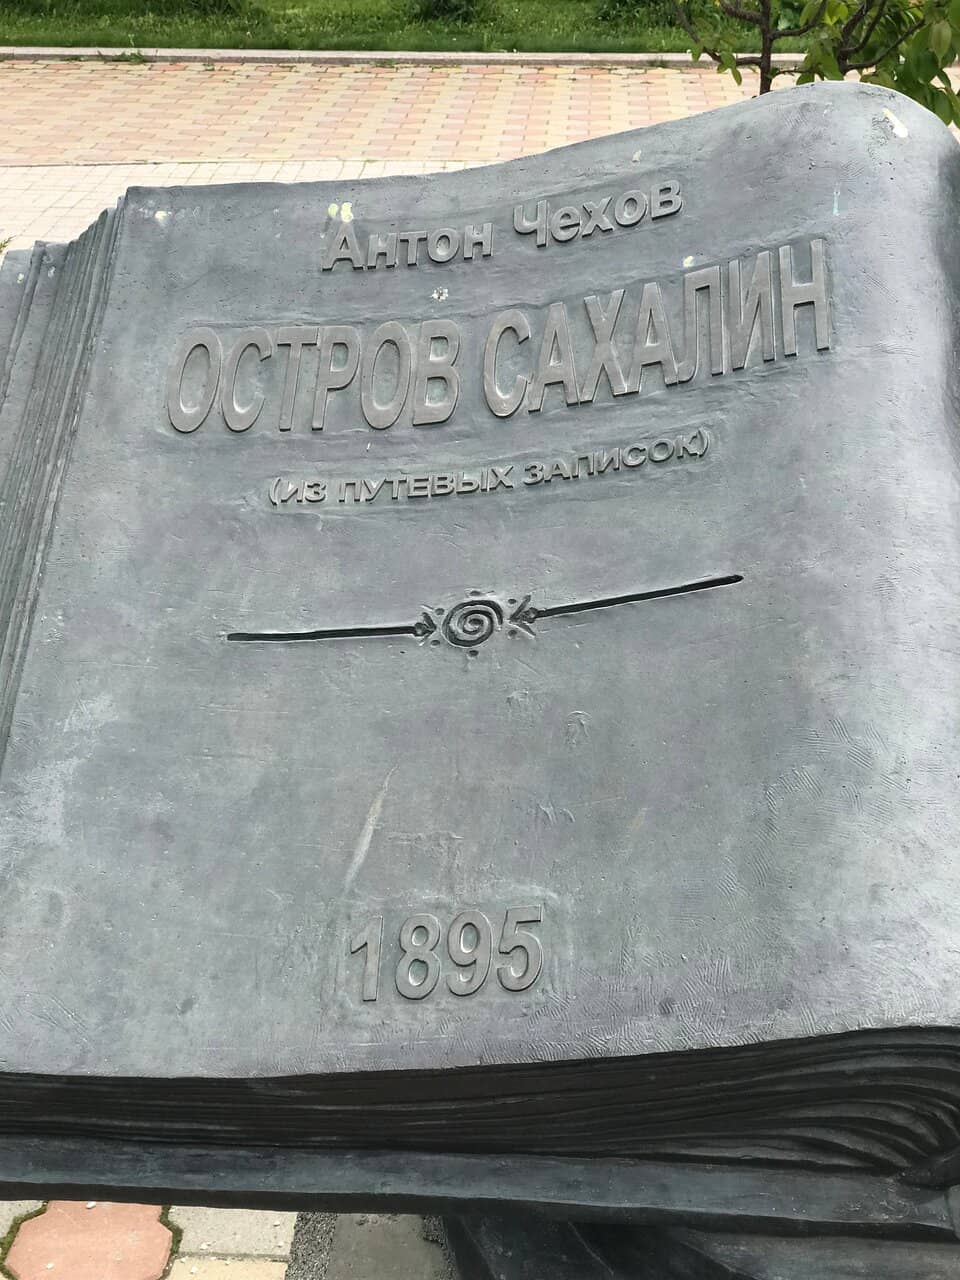 Антон Чехов
ОСТРОВ САХАЛИН
(ИЗ ПУТЕВЫХ ЗАПИСОК)
1895